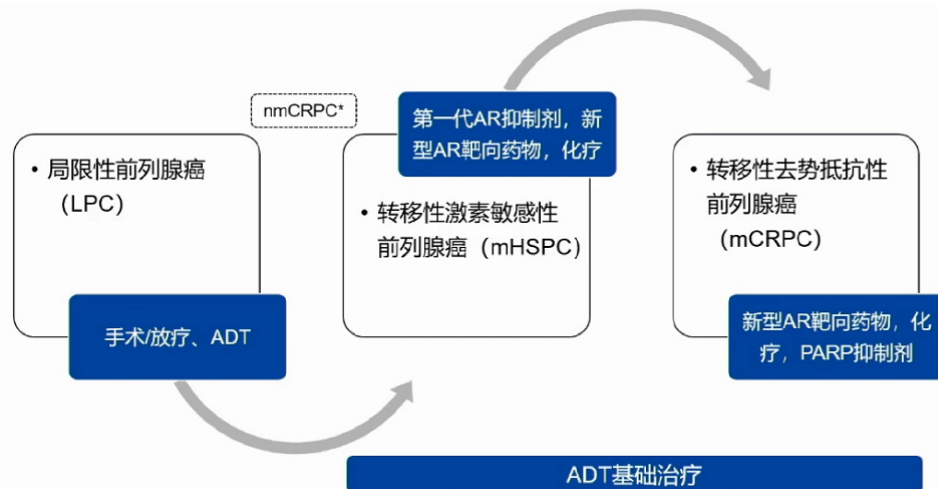 nmCRPC*
• 局限性前列腺癌
（LPC）
手术/放疗、ADT
第一代AR抑制剂，新
型AR靶向药物，化疗
• 转移性激素敏感性
前列腺癌（mHSPC）
• 转移性去势抵抗性
前列腺癌
（mCRPC）
新型AR靶向药物，化
疗，PARP抑制剂
ADT基础治疗